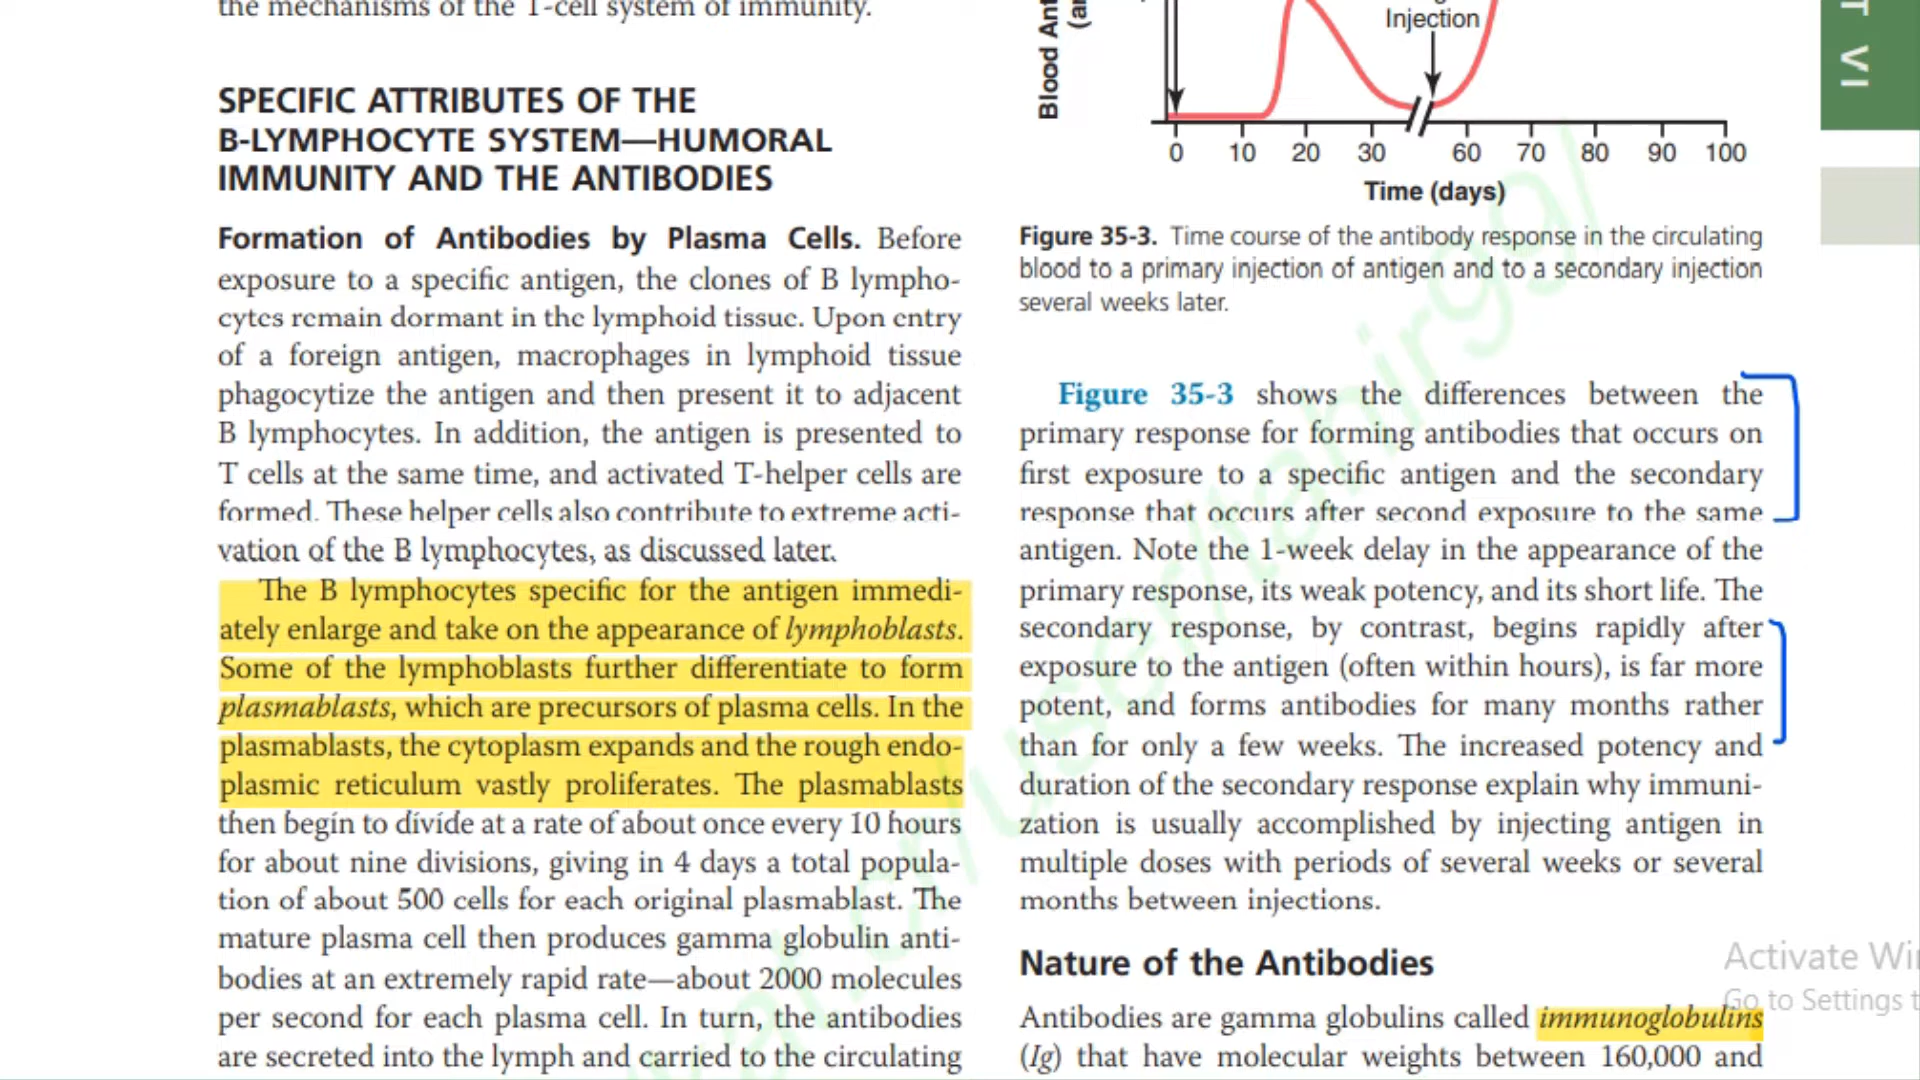 the mechanisms of the T-cell system of immunity.
SPECIFIC ATTRIBUTES OF THE
B-LYMPHOCYTE SYSTEM—HUMORAL
IMMUNITY AND THE ANTIBODIES
Formation of Antibodies by Plasma Cells. Before
exposure to a specific antigen, the clones of B lympho-
cytes remain dormant in the lymphoid tissue. Upon entry
of a foreign antigen, macrophages in lymphoid tissue
phagocytize the antigen and then present it to adjacent
B lymphocytes. In addition, the antigen is presented to
T cells at the same time, and activated T-helper cells are
formed. These helper cells also contribute to extreme acti-
vation of the B lymphocytes, as discussed later.
The B lymphocytes specific for the antigen immedi-
ately enlarge and take on the appearance of lymphoblasts.
Some of the lymphoblasts further differentiate to form
plasmablasts, which are precursors of plasma cells. In the
plasmablasts, the cytoplasm expands and the rough endo-
plasmic reticulum vastly proliferates. The plasmablasts
then begin to divide at a rate of about once every 10 hours
for about nine divisions, giving in 4 days a total popula-
tion of about 500 cells for each original plasmablast. The
mature plasma cell then produces gamma globulin anti-
bodies at an extremely rapid rate—about 2000 molecules
per second for each plasma cell. In turn, the antibodies
are secreted into the lymph and carried to the circulating
Blood Ant
(ar
Injection
0 10 20 30 60 70 80 90 100
Time (days)
Figure 35-3. Time course of the antibody response in the circulating
blood to a primary injection of antigen and to a secondary injection
several weeks later.
Figure 35-3 shows the differences between the
primary response for forming antibodies that occurs on
first exposure to a specific antigen and the secondary
response that occurs after second exposure to the same
antigen. Note the 1-week delay in the appearance of the
primary response, its weak potency, and its short life. The
secondary response, by contrast, begins rapidly after
exposure to the antigen (often within hours), is far more
potent, and forms antibodies for many months rather
than for only a few weeks. The increased potency and
duration of the secondary response explain why immuni-
zation is usually accomplished by injecting antigen in
multiple doses with periods of several weeks or several
months between injections.
Nature of the Antibodies
Antibodies are gamma globulins called immunoglobulins
(Ig) that have molecular weights between 160,000 and
T VI
Activate Wi
Go to Settings t
/user/tahir99/